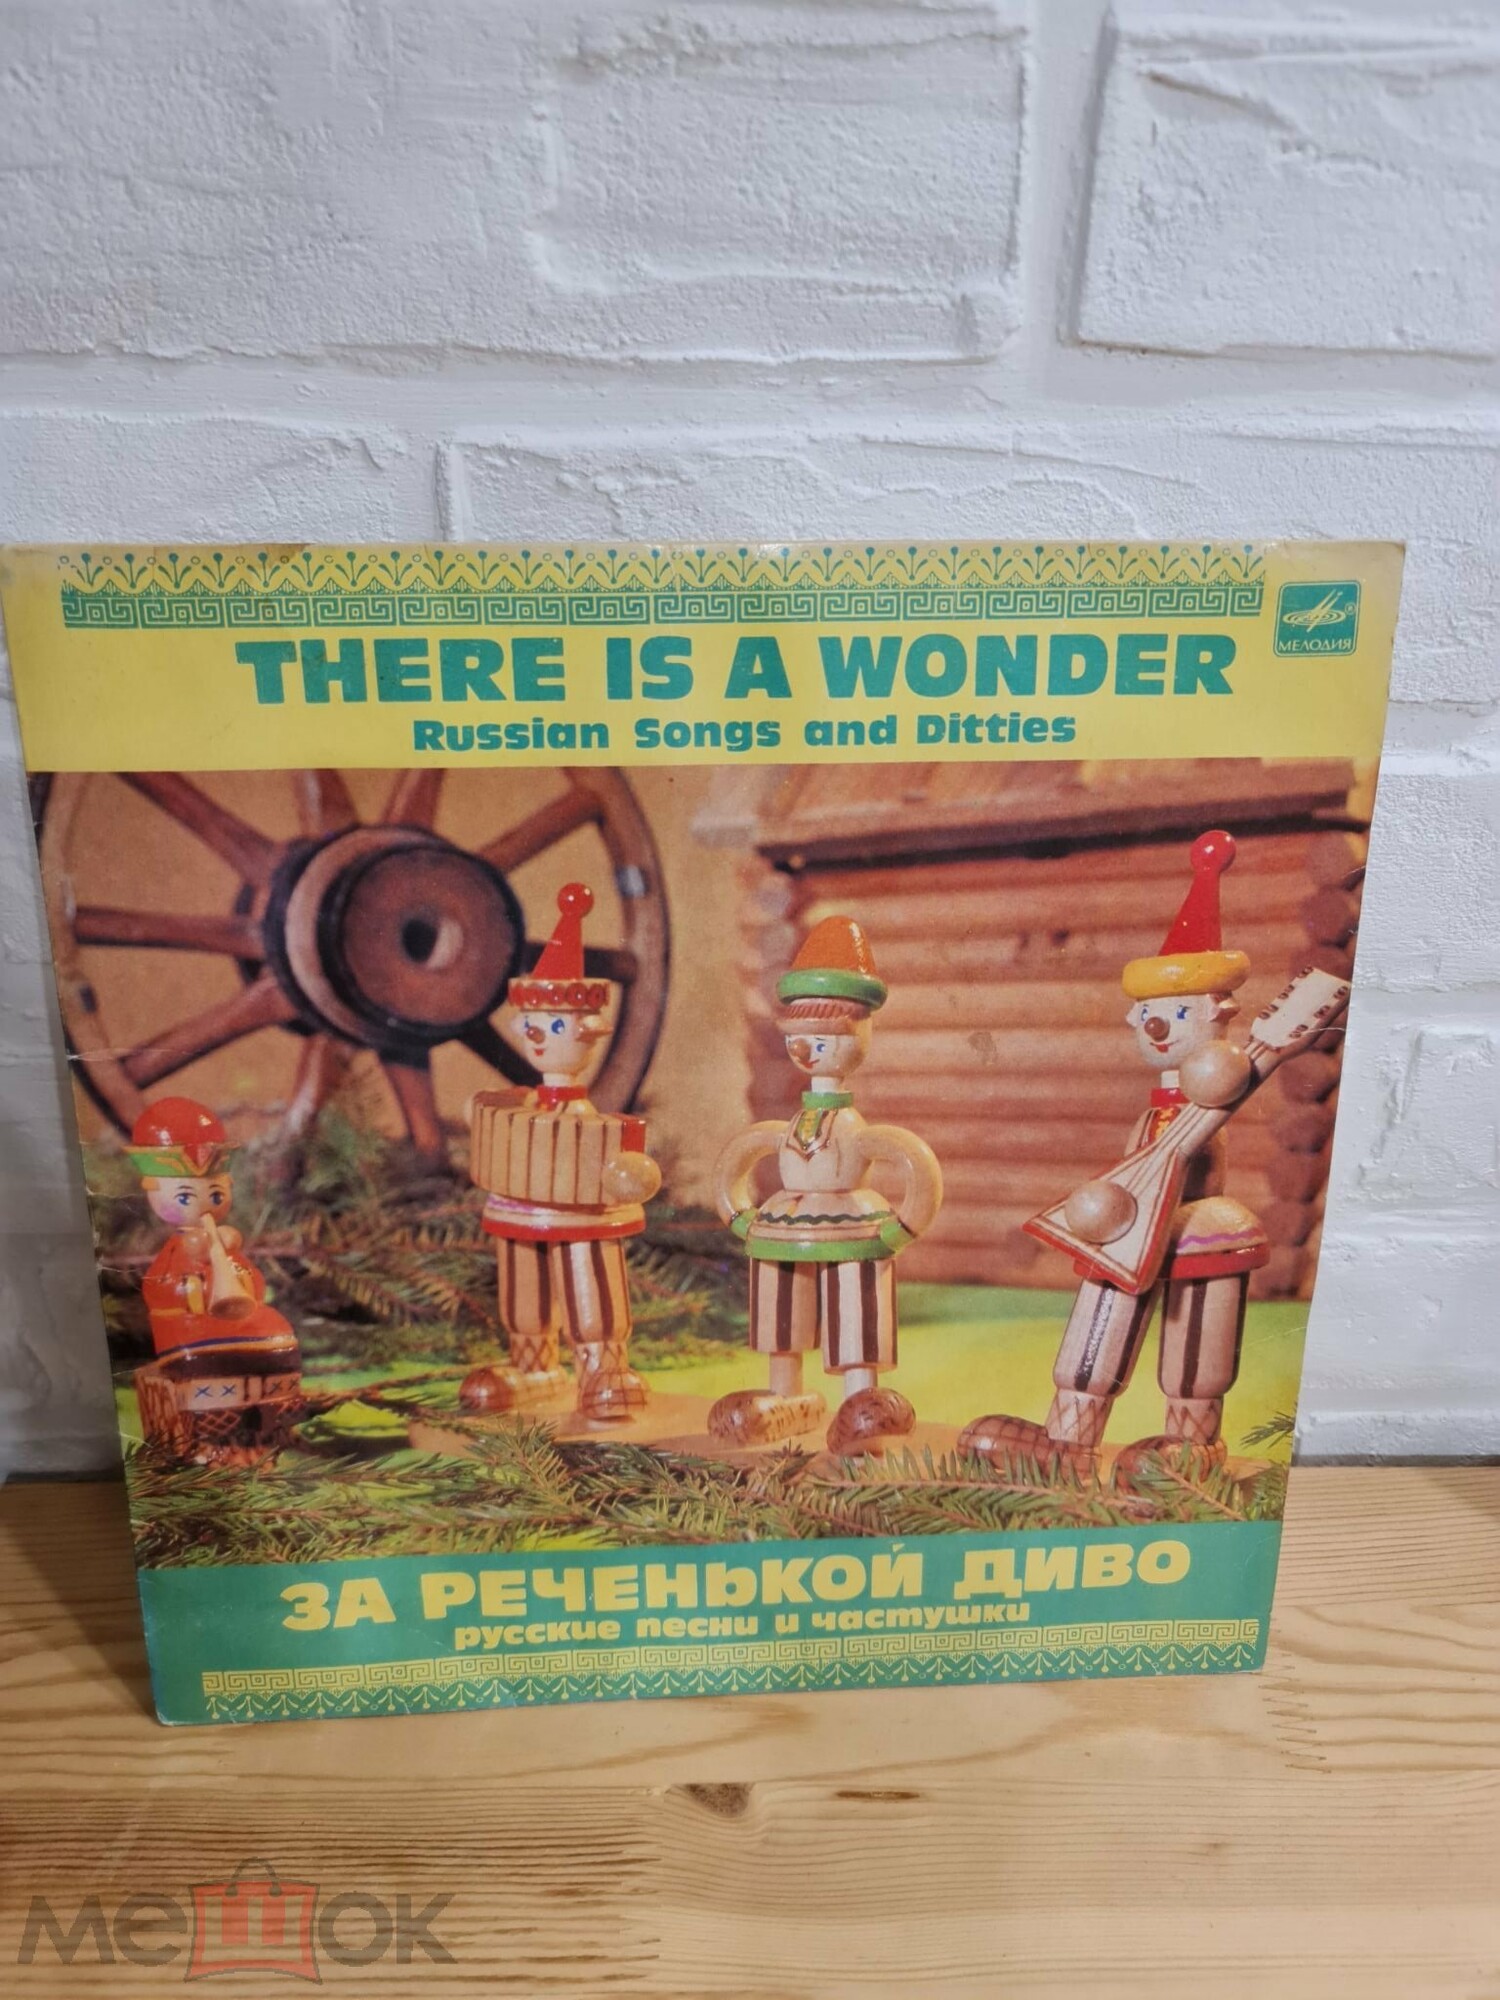 МЕЛОДИЯ
THERE IS A WONDER
Russian Songs and Ditties
ЗА РЕЧЕНЬКОЙ ДИВО
русские песни и частушки
мешок